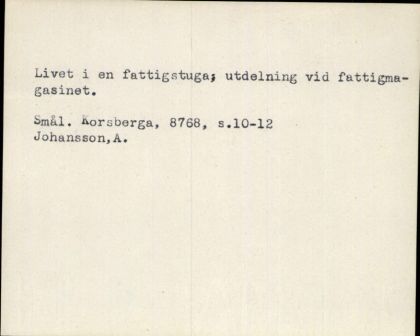 Livet i en fattigstuga; utdelning vid fattigma-
gasinet.
Smål. Korsberga, 8768, s.10-12
Johansson,A.